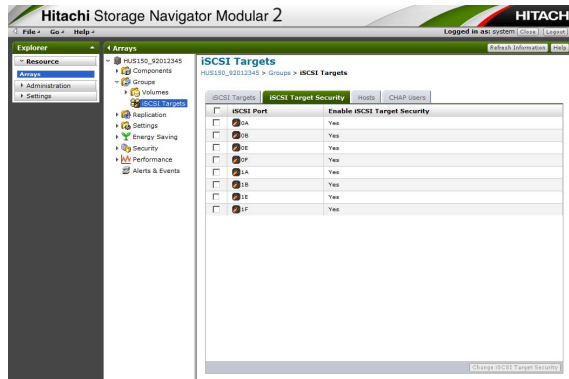 Hitachi Storage Navigator Modular 2
HITACH
File Go Help
Logged in as: system Close Logout
Explorer
Arrays
Refresh Information Help
Resource
Arrays
Administration
Settings
HUS150_92012345
Components
Groups
Volumes
iSCSI Targets
Replication
Settings
Energy Saving
Security
Performance
Alerts & Events
iSCSI Targets
HUS150_92012345 > Groups > iSCSI Targets
iSCSI Targets iSCSI Target Security Hosts CHAP Users
iSCSI Port Enable iSCSI Target Security
0A Yes
0B Yes
0E Yes
0F Yes
1A Yes
1B Yes
1E Yes
1F Yes
Change iSCSI Target Security